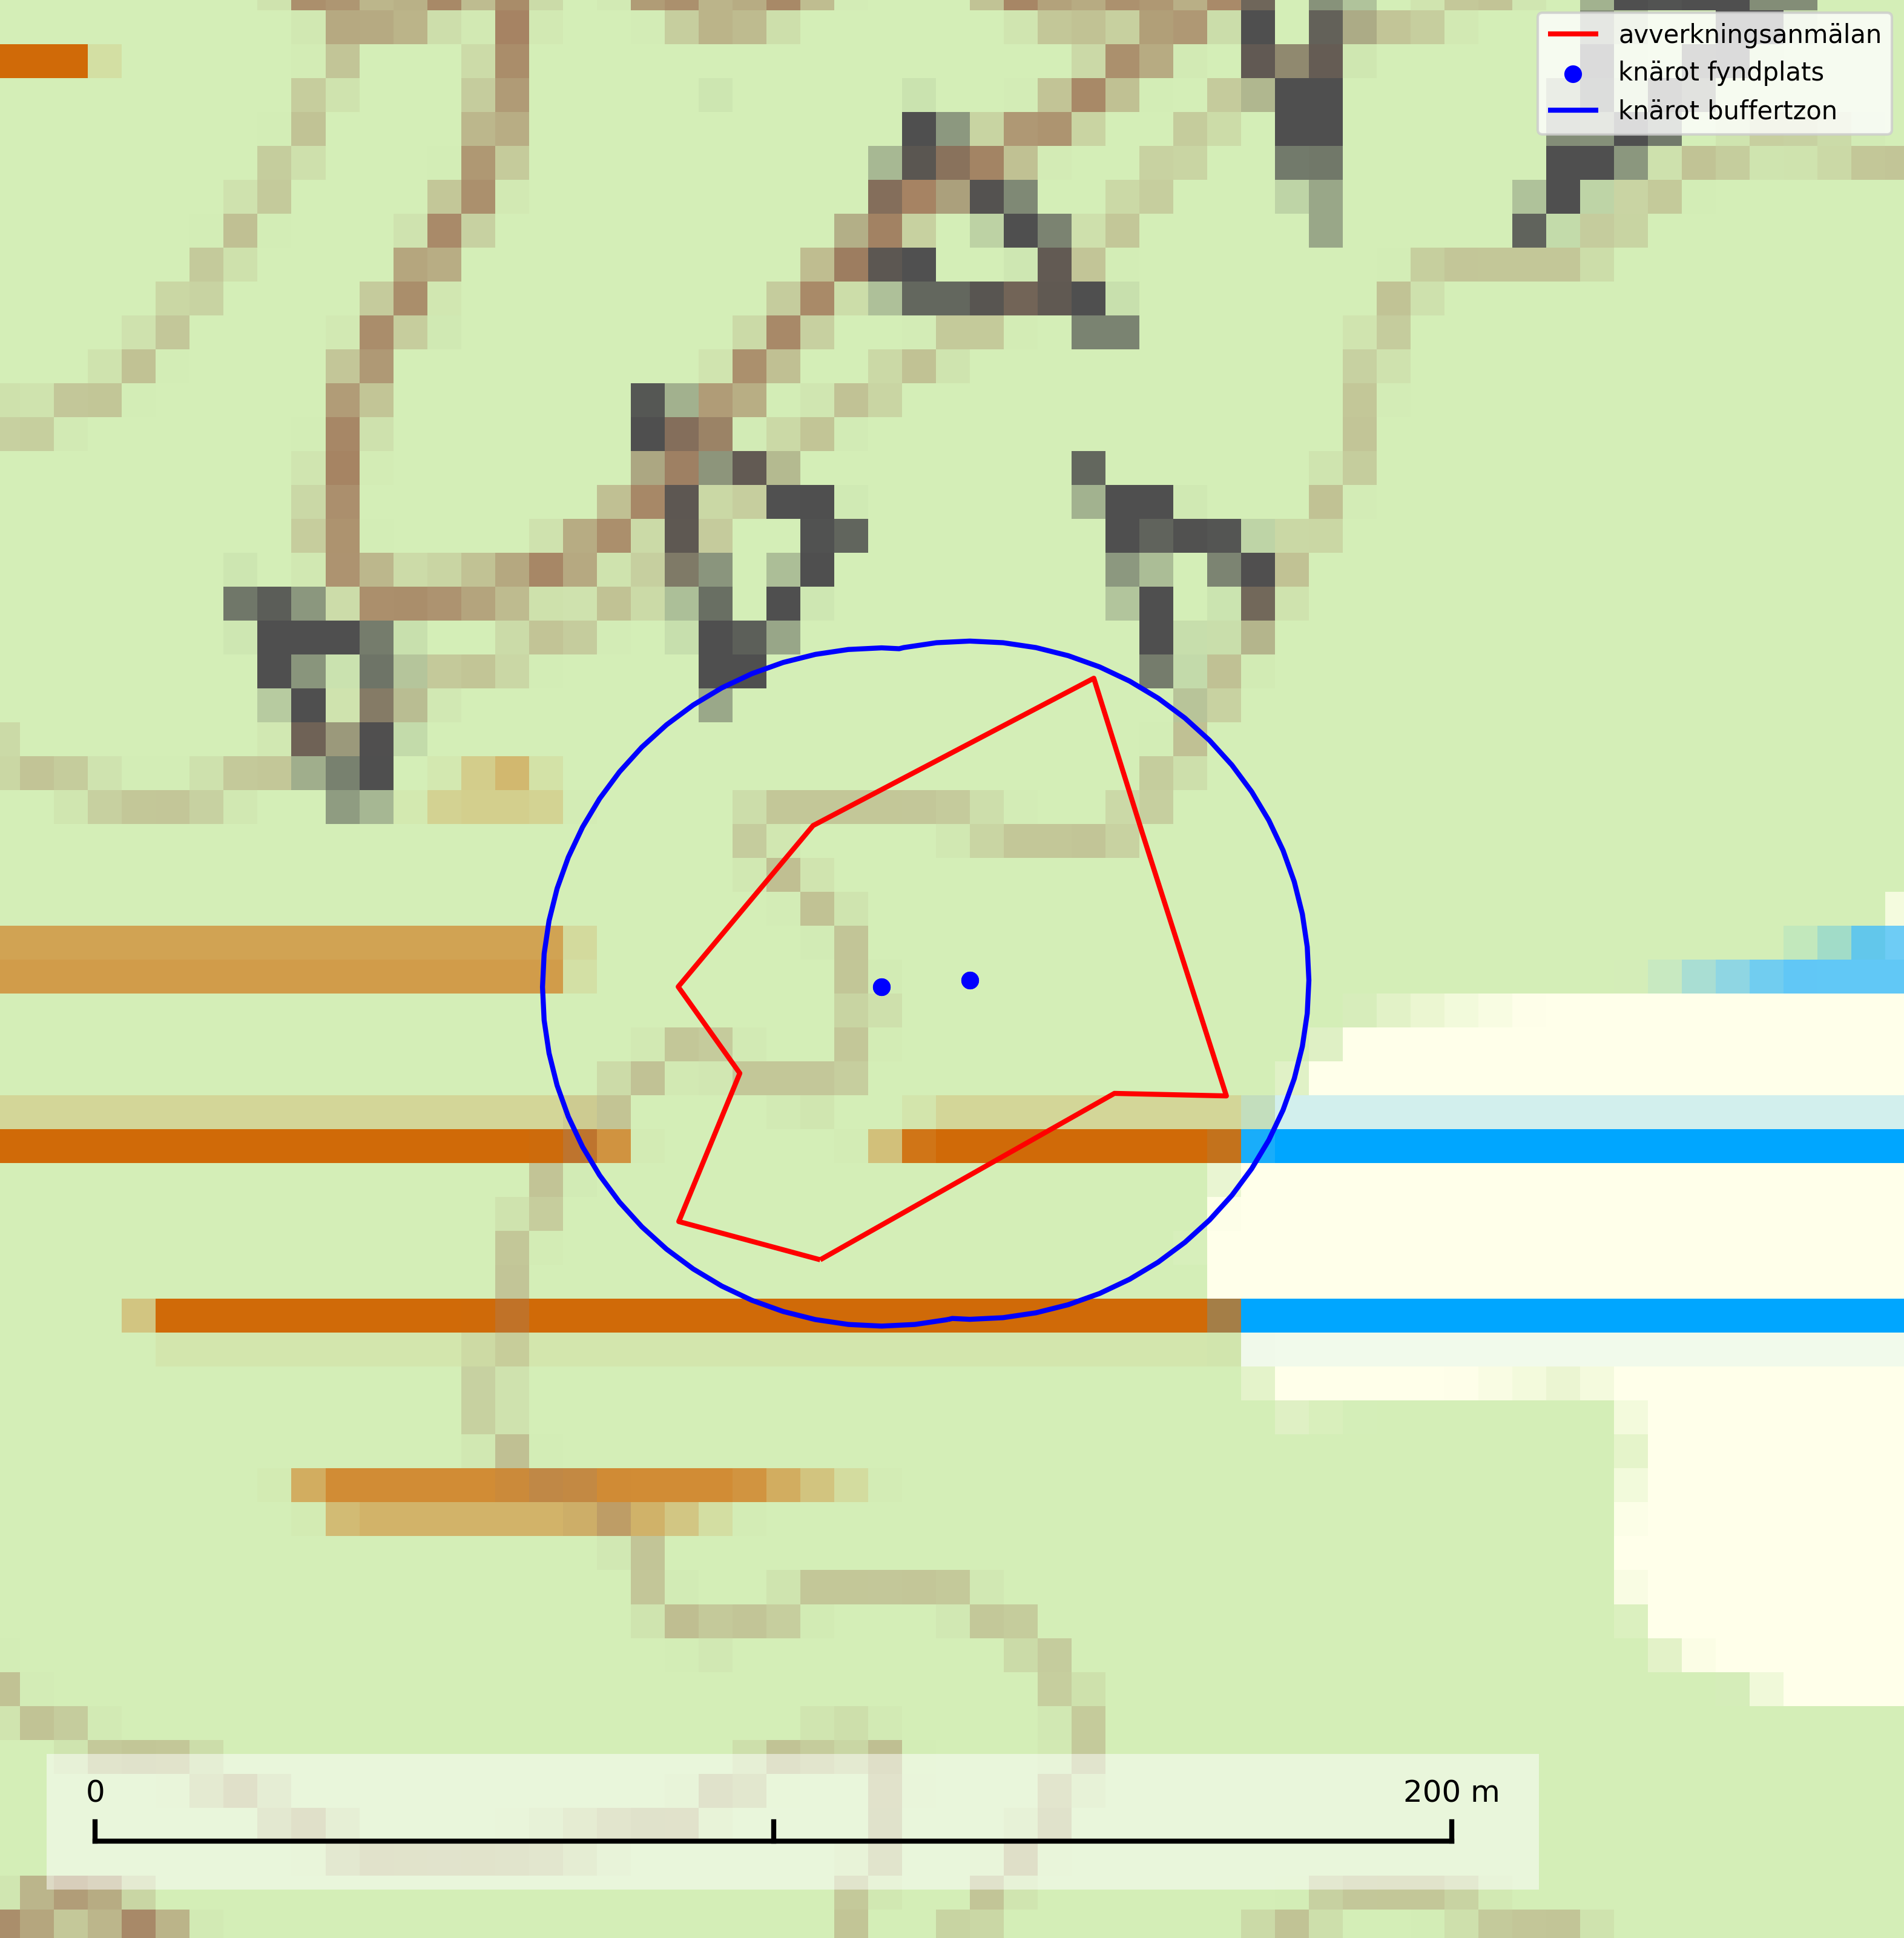 avverkningsanmälan
knärot fyndplats
knärot buffertzon
0 200 m